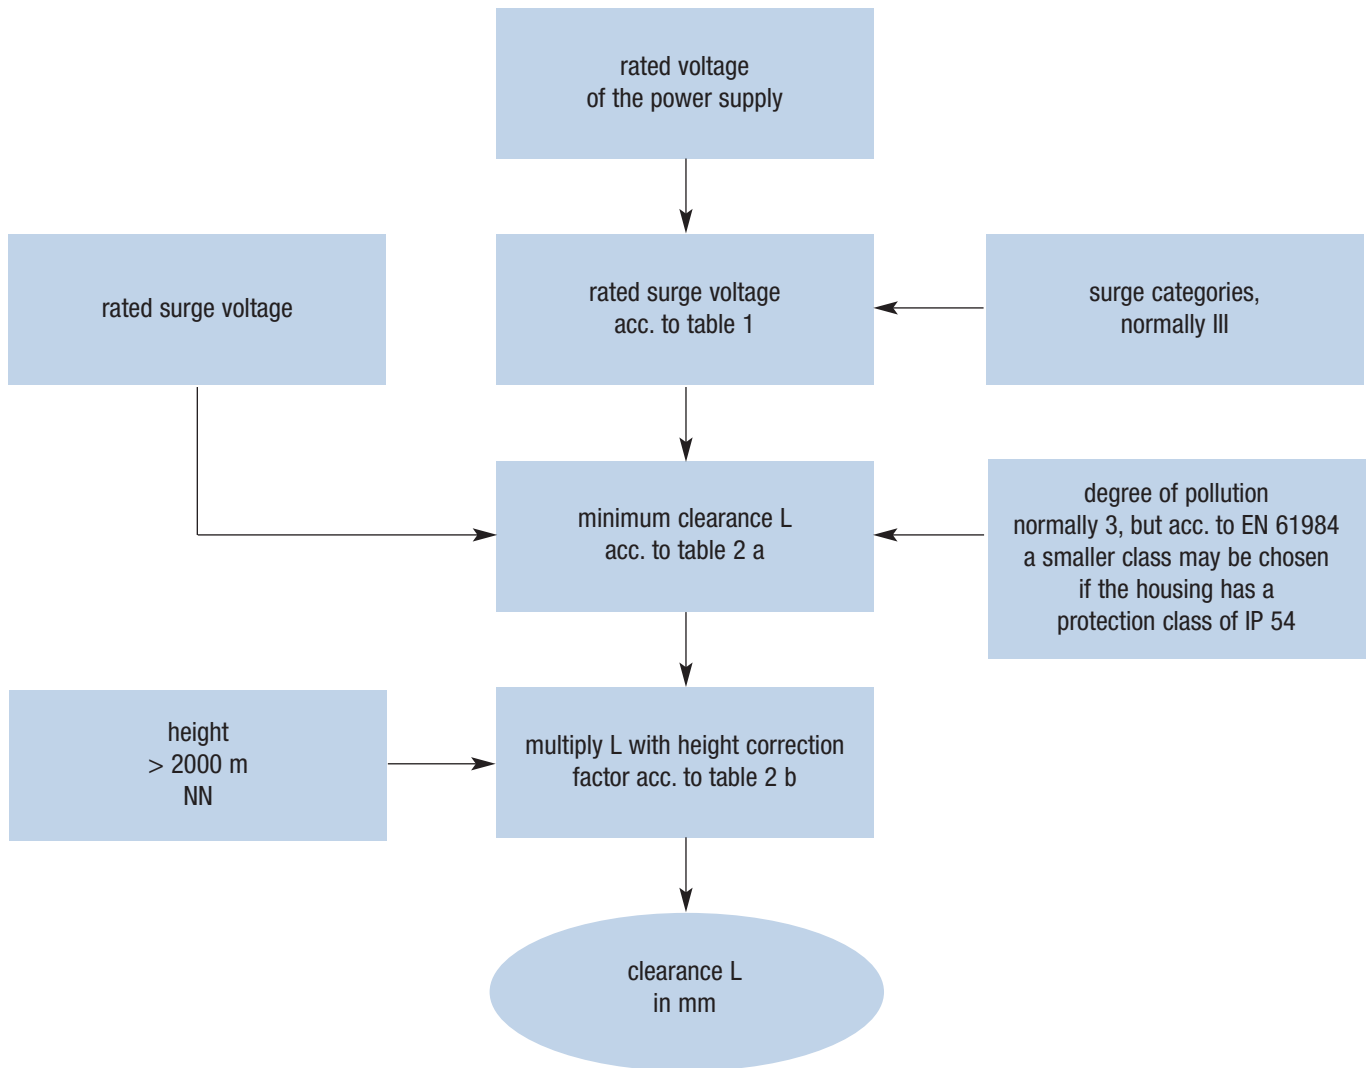 rated voltage
of the power supply
rated surge voltage
rated surge voltage
acc. to table 1
surge categories,
normally III
minimum clearance L
acc. to table 2 a
degree of pollution
normally 3, but acc. to EN 61984
a smaller class may be chosen
if the housing has a
protection class of IP 54
height
> 2000 m
NN
multiply L with height correction
factor acc. to table 2 b
clearance L
in mm